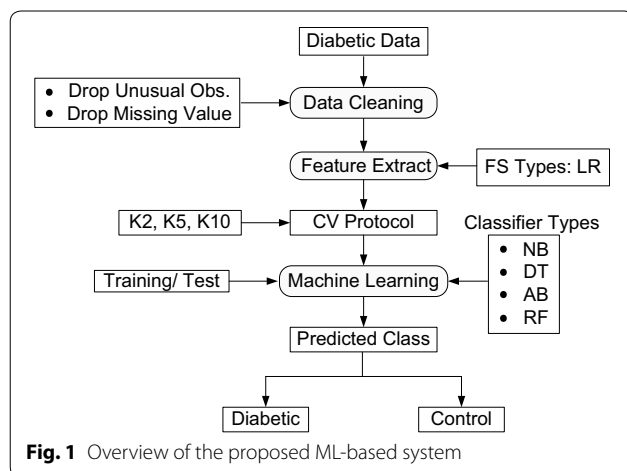 Diabetic Data
• Drop Unusual Obs.
• Drop Missing Value
Data Cleaning
Feature Extract
FS Types: LR
K2, K5, K10
CV Protocol
Classifier Types
• NB
• DT
• AB
• RF
Training/ Test
Machine Learning
Predicted Class
Diabetic
Control
Fig. 1 Overview of the proposed ML-based system